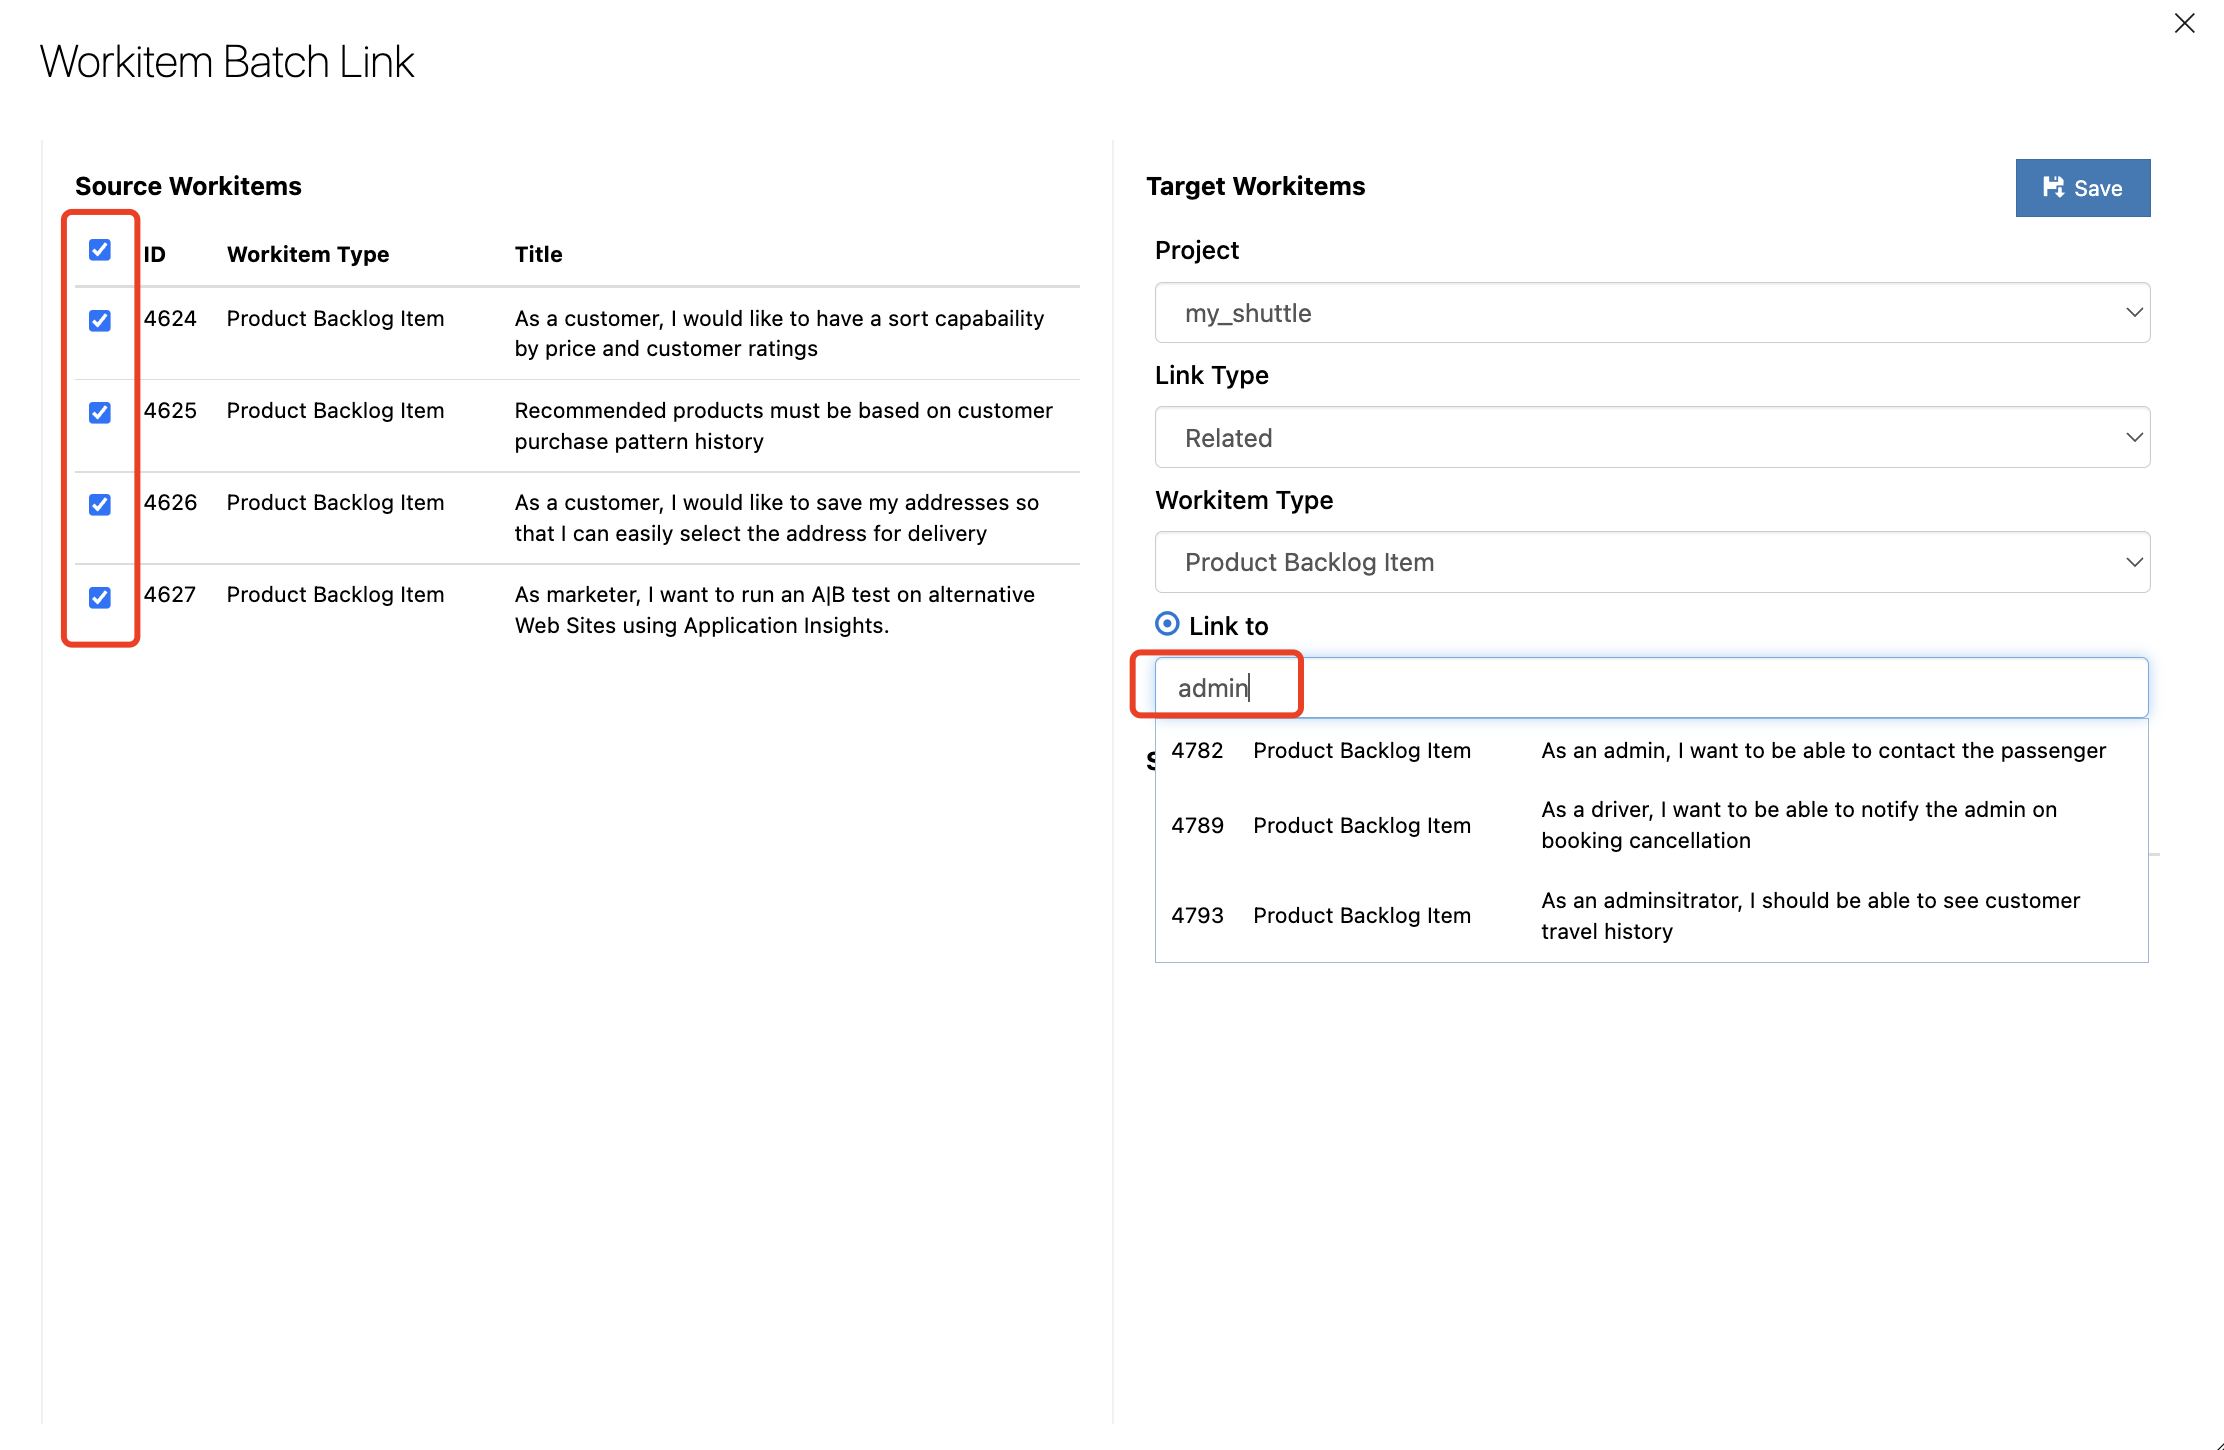 Workitem Batch Link
Source Workitems
ID Workitem Type Title
4624 Product Backlog Item As a customer, I would like to have a sort capabaility
by price and customer ratings
4625 Product Backlog Item Recommended products must be based on customer
purchase pattern history
4626 Product Backlog Item As a customer, I would like to save my addresses so
that I can easily select the address for delivery
4627 Product Backlog Item As marketer, I want to run an A|B test on alternative
Web Sites using Application Insights.
Target Workitems
Save
Project
my_shuttle
Link Type
Related
Workitem Type
Product Backlog Item
Link to
admin
4782 Product Backlog Item As an admin, I want to be able to contact the passenger
4789 Product Backlog Item As a driver, I want to be able to notify the admin on
booking cancellation
4793 Product Backlog Item As an adminsitrator, I should be able to see customer
travel history